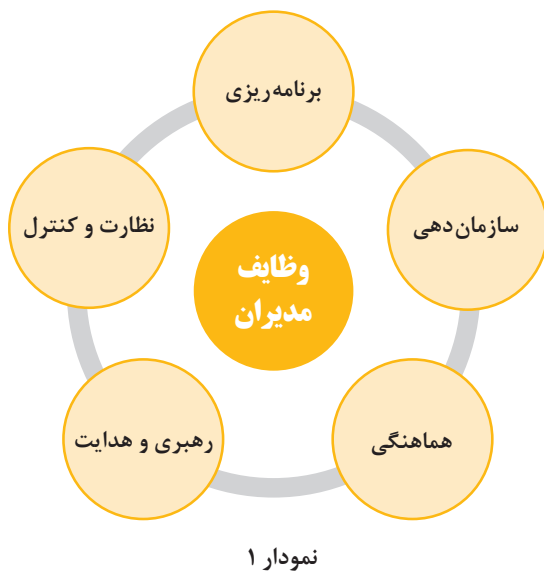 برنامه‌ریزی
سازمان‌دهی
هماهنگی
رهبری و هدایت
نظارت و کنترل
وظایف
مدیران
نمودار ۱